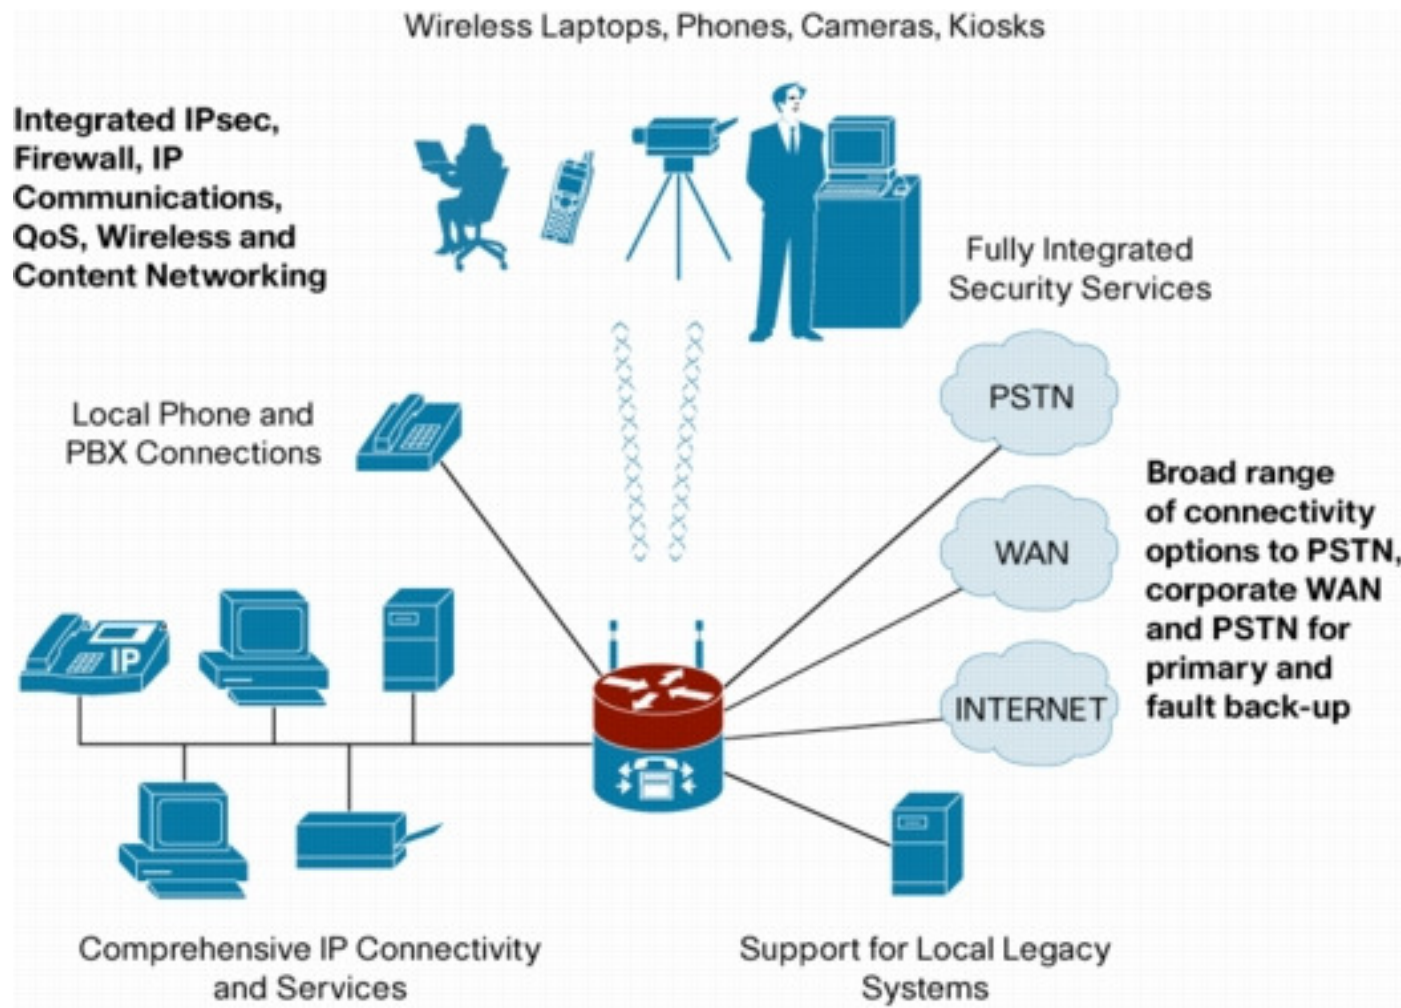 Wireless Laptops, Phones, Cameras, Kiosks
Integrated IPsec,
Firewall, IP
Communications,
QoS, Wireless and
Content Networking
Fully Integrated
Security Services
PSTN
Local Phone and
PBX Connections
WAN
Broad range
of connectivity
options to PSTN,
corporate WAN
and PSTN for
primary and
fault back-up
IP
INTERNET
Comprehensive IP Connectivity
and Services
Support for Local Legacy
Systems